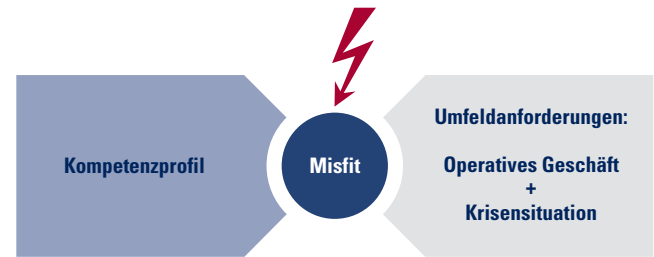 Kompetenzprofil
Misfit
Umfeldanforderungen:
Operatives Geschäft
+
Krisensituation